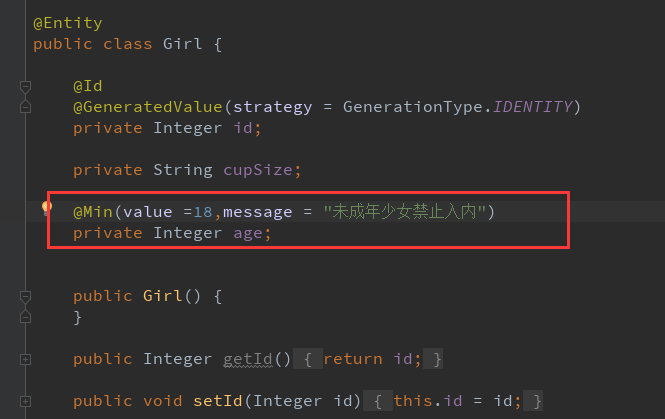 @Entity
public class Girl {
@Id
@GeneratedValue(strategy = GenerationType.IDENTITY)
private Integer id;
private String cupSize;
@Min(value =18,message = "未成年少女禁止入内")
private Integer age;
public Girl() {
}
public Integer getId() { return id; }
public void setId(Integer id) { this.id = id; }